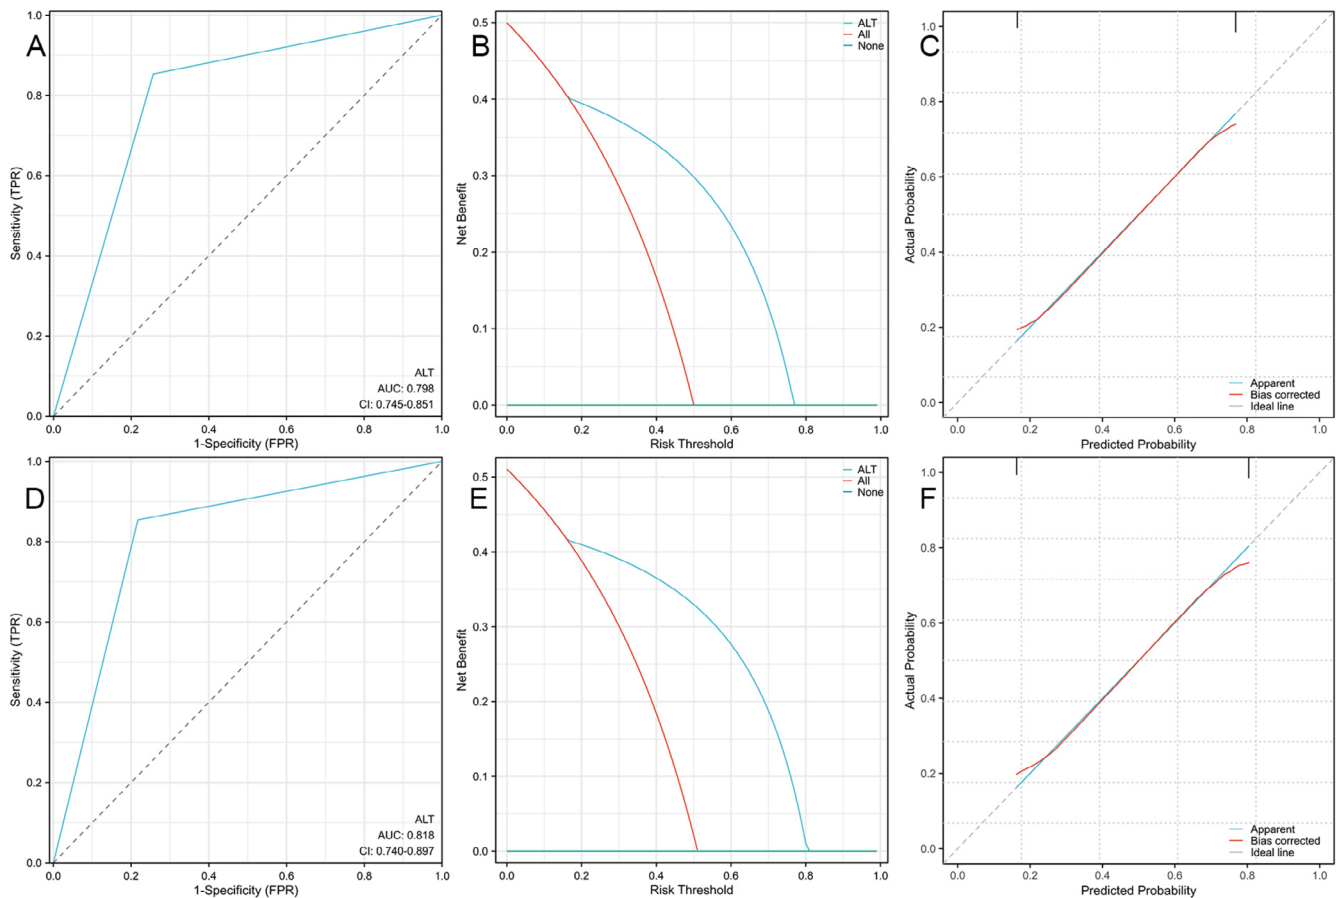 A
1.0
0.8
0.6
0.4
0.2
0.0
Sensitivity (TPR)
ALT
AUC: 0.798
CI: 0.745-0.851
0.0 0.2 0.4 0.6 0.8 1.0
1-Specificity (FPR)
B
0.5
0.4
0.3
0.2
0.1
0.0
Net Benefit
ALT
All
None
0.0 0.2 0.4 0.6 0.8 1.0
Risk Threshold
C
1.0
0.8
0.6
0.4
0.2
0.0
Actual Probability
Apparent
Bias corrected
Ideal line
0.0 0.2 0.4 0.6 0.8 1.0
Predicted Probability
D
1.0
0.8
0.6
0.4
0.2
0.0
Sensitivity (TPR)
ALT
AUC: 0.818
CI: 0.740-0.897
0.0 0.2 0.4 0.6 0.8 1.0
1-Specificity (FPR)
E
0.5
0.4
0.3
0.2
0.1
0.0
Net Benefit
ALT
All
None
0.0 0.2 0.4 0.6 0.8 1.0
Risk Threshold
F
1.0
0.8
0.6
0.4
0.2
0.0
Actual Probability
Apparent
Bias corrected
Ideal line
0.0 0.2 0.4 0.6 0.8 1.0
Predicted Probability